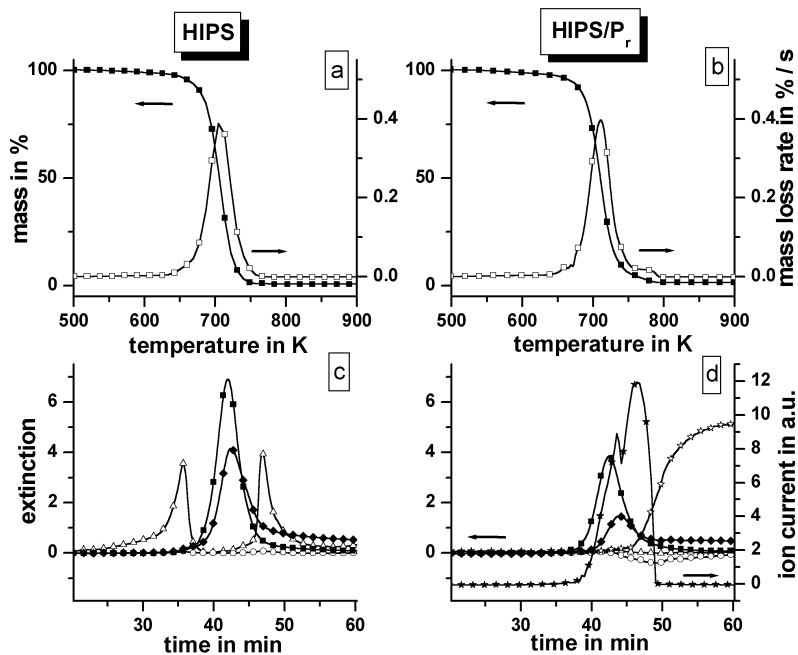 HIPS
HIPS/Pr
a
b
100
50
0
mass in %
0.4
0.2
0.0
500 600 700 800 900
temperature in K
100
50
0
0.4
0.2
0.0
mass loss rate in % / s
500 600 700 800 900
temperature in K
c
d
6
4
2
0
extinction
30 40 50 60
time in min
6
4
2
0
12
10
8
6
4
2
0
ion current in a.u.
30 40 50 60
time in min